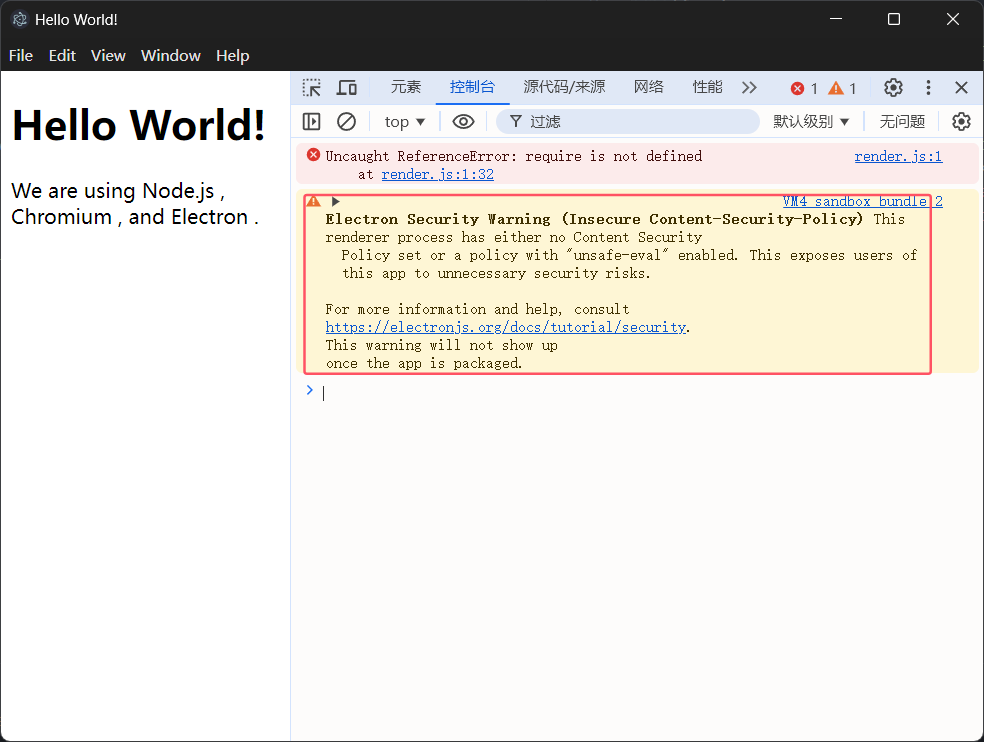 Hello World!
File Edit View Window Help
Hello World!
We are using Node.js ,
Chromium , and Electron .
元素 控制台 源代码/来源 网络 性能 1 1
top 过滤 默认级别 无问题
Uncaught ReferenceError: require is not defined render.js:1
at render.js:1:32
VM4 sandbox bundle:2
Electron Security Warning (Insecure Content-Security-Policy) This
renderer process has either no Content Security
Policy set or a policy with "unsafe-eval" enabled. This exposes users of
this app to unnecessary security risks.
For more information and help, consult
https://electronjs.org/docs/tutorial/security.
This warning will not show up
once the app is packaged.